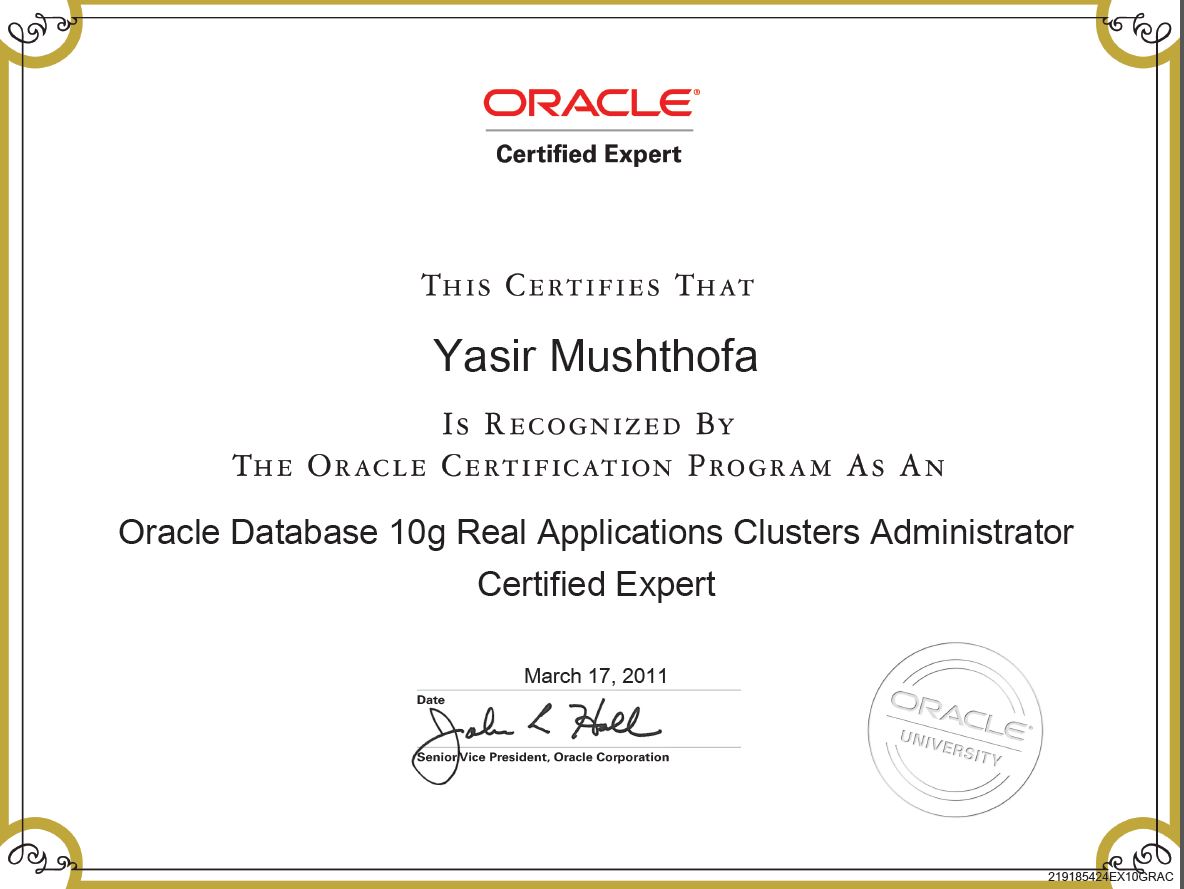 ORACLE®
Certified Expert
THIS CERTIFIES THAT
Yasir Mushthofa
IS RECOGNIZED BY
THE ORACLE CERTIFICATION PROGRAM AS AN
Oracle Database 10g Real Applications Clusters Administrator
Certified Expert
March 17, 2011
Date
John L Hall
Senior Vice President, Oracle Corporation
ORACLE®
UNIVERSITY
219185424EX10GRAC